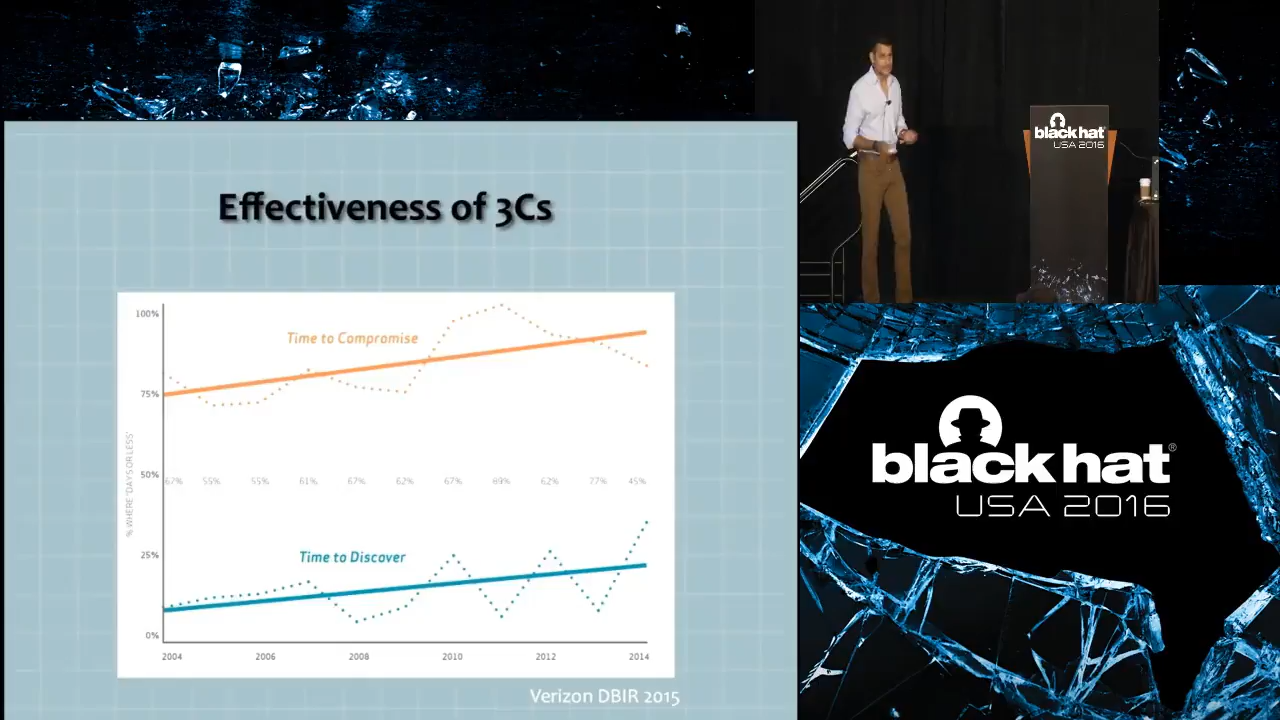 Effectiveness of 3Cs
100%
Time to Compromise
75%
% WHERE "DAYS OR LESS"
50%
67% 55% 55% 61% 67% 62% 67% 89% 62% 77% 45%
25%
Time to Discover
0%
2004 2006 2008 2010 2012 2014
Verizon DBIR 2015
black hat
USA 2016
black hat®
USA 2016